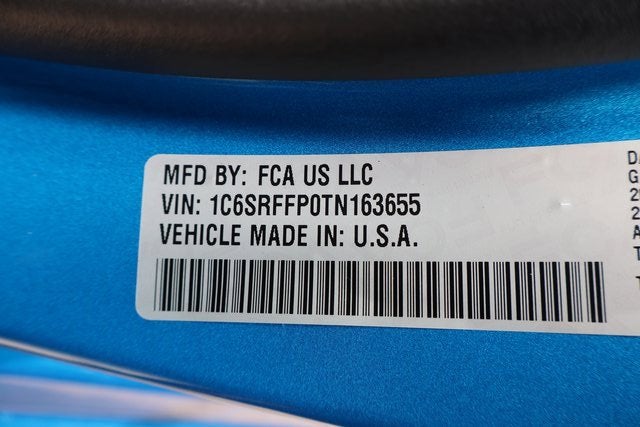 MFD BY: FCA US LLC
VIN: 1C6SRFFP0TN163655
VEHICLE MADE IN: U.S.A.